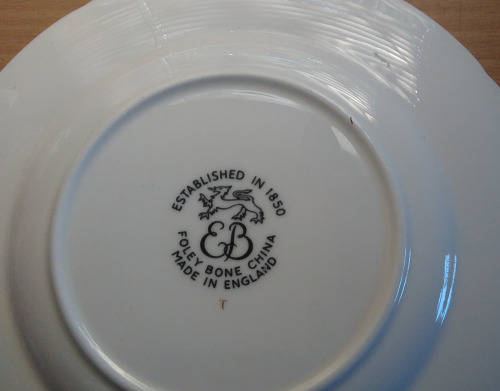 ESTABLISHED IN 1850
EB
FOLEY BONE CHINA
MADE IN ENGLAND
T